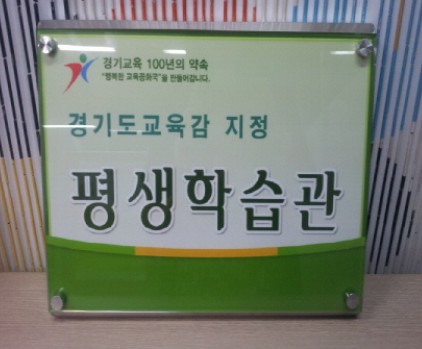 경기교육 100년의 약속
"행복한 교육공화국"을 만들어갑니다.
경기도교육감 지정
평생학습관